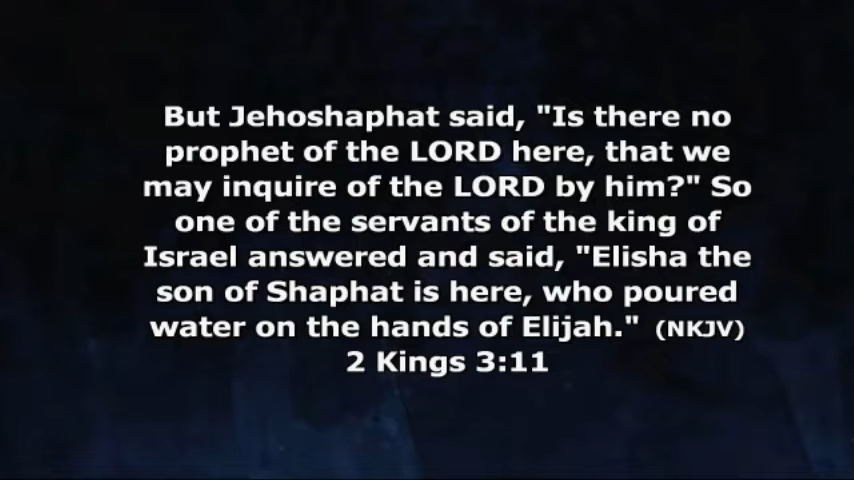 But Jehoshaphat said, "Is there no
prophet of the LORD here, that we
may inquire of the LORD by him?" So
one of the servants of the king of
Israel answered and said, "Elisha the
son of Shaphat is here, who poured
water on the hands of Elijah." (NKJV)
2 Kings 3:11